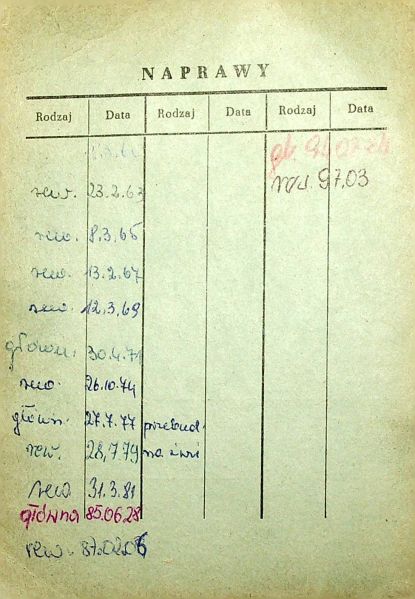 NAPRAWY
Rodzaj Data Rodzaj Data Rodzaj Data
gł.
rew. 23.2.63 rew. 97.03
rew. 8.3.65
rew. 13.2.67
rew. 12.3.69
główn. 30.4.71
rew. 26.10.74
główn. 27.7.77 przebud.
rew. 28.7.79 na
rew 31.3.81
główna 85.06.28
rew. 87.02.06